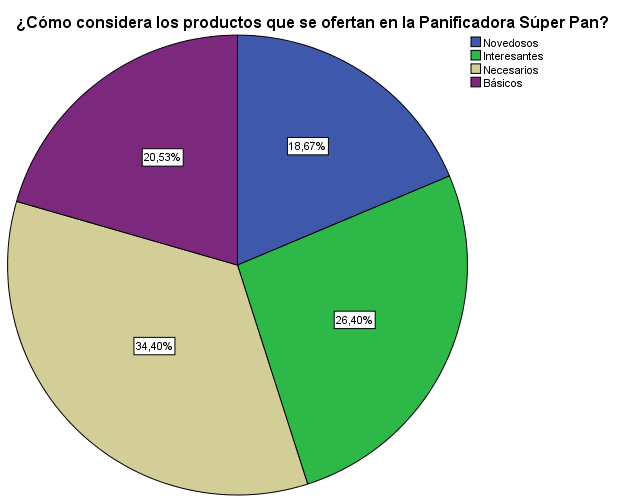 ¿Cómo considera los productos que se ofertan en la Panificadora Súper Pan?
Novedosos
Interesantes
Necesarios
Básicos
20,53%
18,67%
26,40%
34,40%